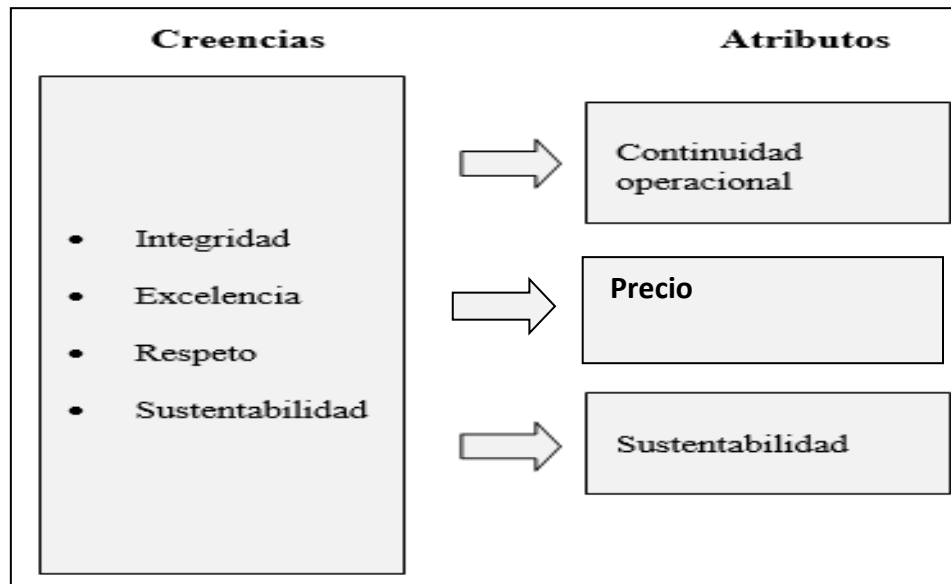 Creencias
Atributos
• Integridad
• Excelencia
• Respeto
• Sustentabilidad
Continuidad
operacional
Precio
Sustentabilidad